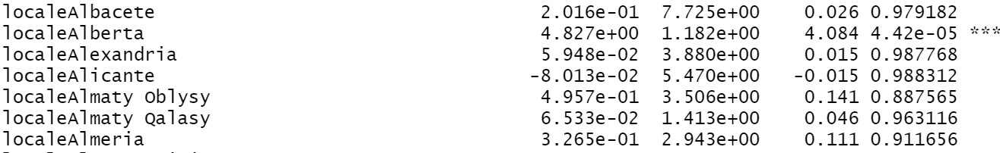 localeAlbacete 2.016e-01 7.725e+00 0.026 0.979182
localeAlberta 4.827e+00 1.182e+00 4.084 4.42e-05 ***
localeAlexandria 5.948e-02 3.880e+00 0.015 0.987768
localeAlicante -8.013e-02 5.470e+00 -0.015 0.988312
localeAlmaty Oblysy 4.957e-01 3.506e+00 0.141 0.887565
localeAlmaty Qalasy 6.533e-02 1.413e+00 0.046 0.963116
localeAlmeria 3.265e-01 2.943e+00 0.111 0.911656